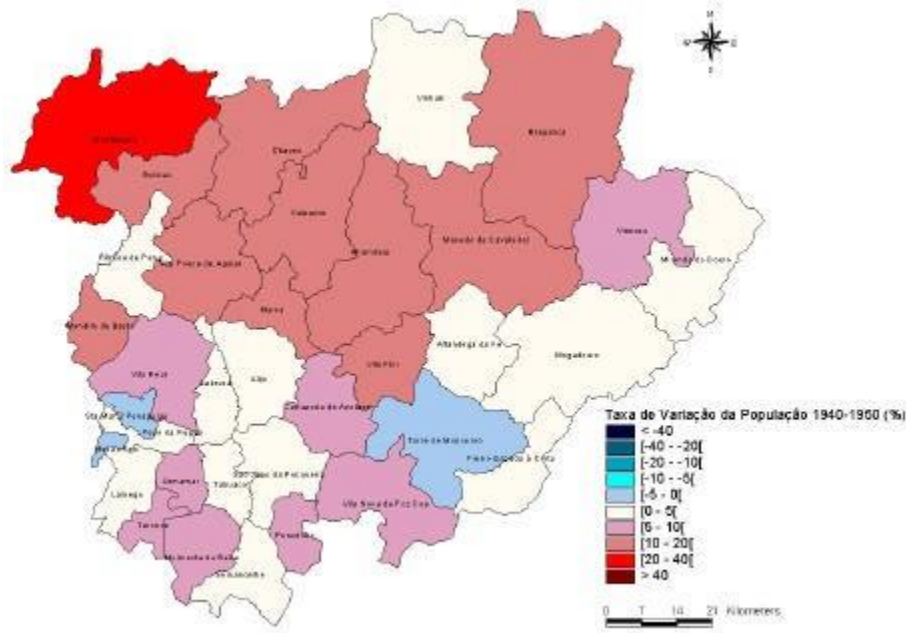 N
Vinhais
Bragança
Chaves
Boticas
Valpaços
Vimioso
Macedo de Cavaleiros
Mirandela
Miranda do Douro
Ribeira de Pena
Vila Pouca de Aguiar
Murça
Mondim de Basto
Alfândega da Fé
Mogadouro
Vila Flor
Vila Real
Sabrosa
Alijó
Carrazeda de Ansiães
Sta Marta Penaguião
Peso da Régua
Torre de Moncorvo
Freixo Espada à Cinta
Mesão Frio
São João da Pesqueira
Armamar
Tabuaço
Lamego
Vila Nova de Foz Côa
Tarouca
Penedono
Moimenta da Beira
Sernancelhe
Taxa de Variação da População 1940-1950 (%)
< -40
[-40 - -20[
[-20 - -10[
[-10 - -5[
[-5 - 0[
[0 - 5[
[5 - 10[
[10 - 20[
[20 - 40[
> 40
0 7 14 21 Kilometers